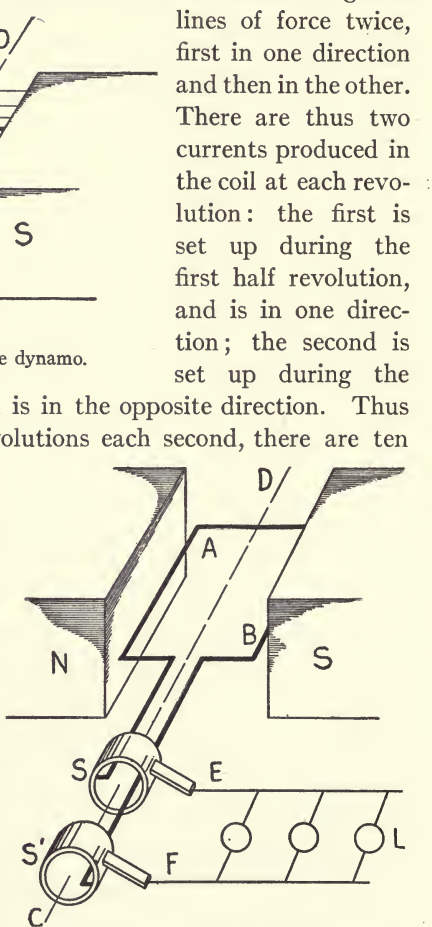 lines of force twice,
first in one direction
and then in the other.
There are thus two
currents produced in
the coil at each revo-
lution: the first is
set up during the
first half revolution,
and is in one direc-
tion; the second is
set up during the
is in the opposite direction. Thus
volutions each second, there are ten
S
dynamo.
D
A
B
N
S
S
E
S'
F
L
C